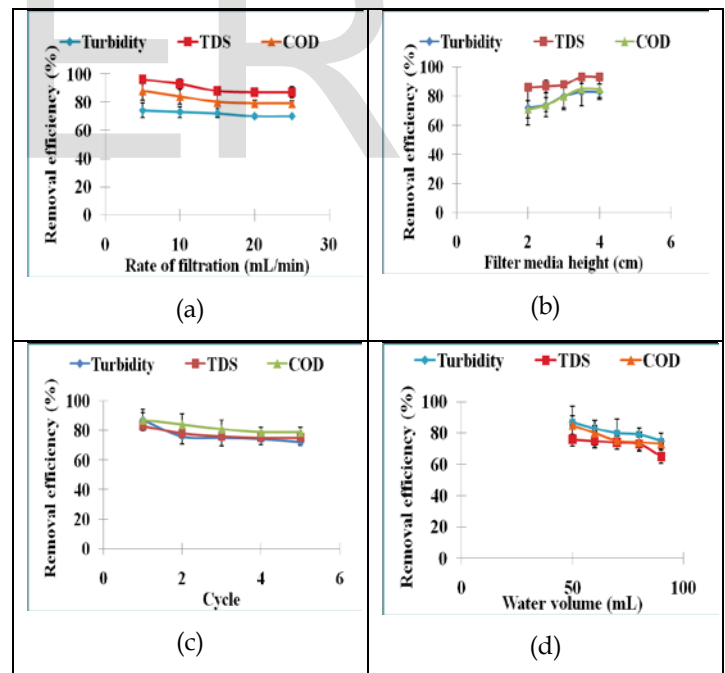 ER
Turbidity TDS COD
Removal efficiency (%)
100
80
60
40
20
0
0 10 20 30
Rate of filtration (mL/min)
(a)
Turbidity TDS COD
Removal efficiency (%)
100
80
60
40
20
0
0 2 4 6
Filter media height (cm)
(b)
Turbidity TDS COD
Removal efficiency (%)
100
80
60
40
20
0
0 2 4 6
Cycle
(c)
Turbidity TDS COD
Removal efficiency (%)
100
80
60
40
20
0
0 50 100
Water volume (mL)
(d)